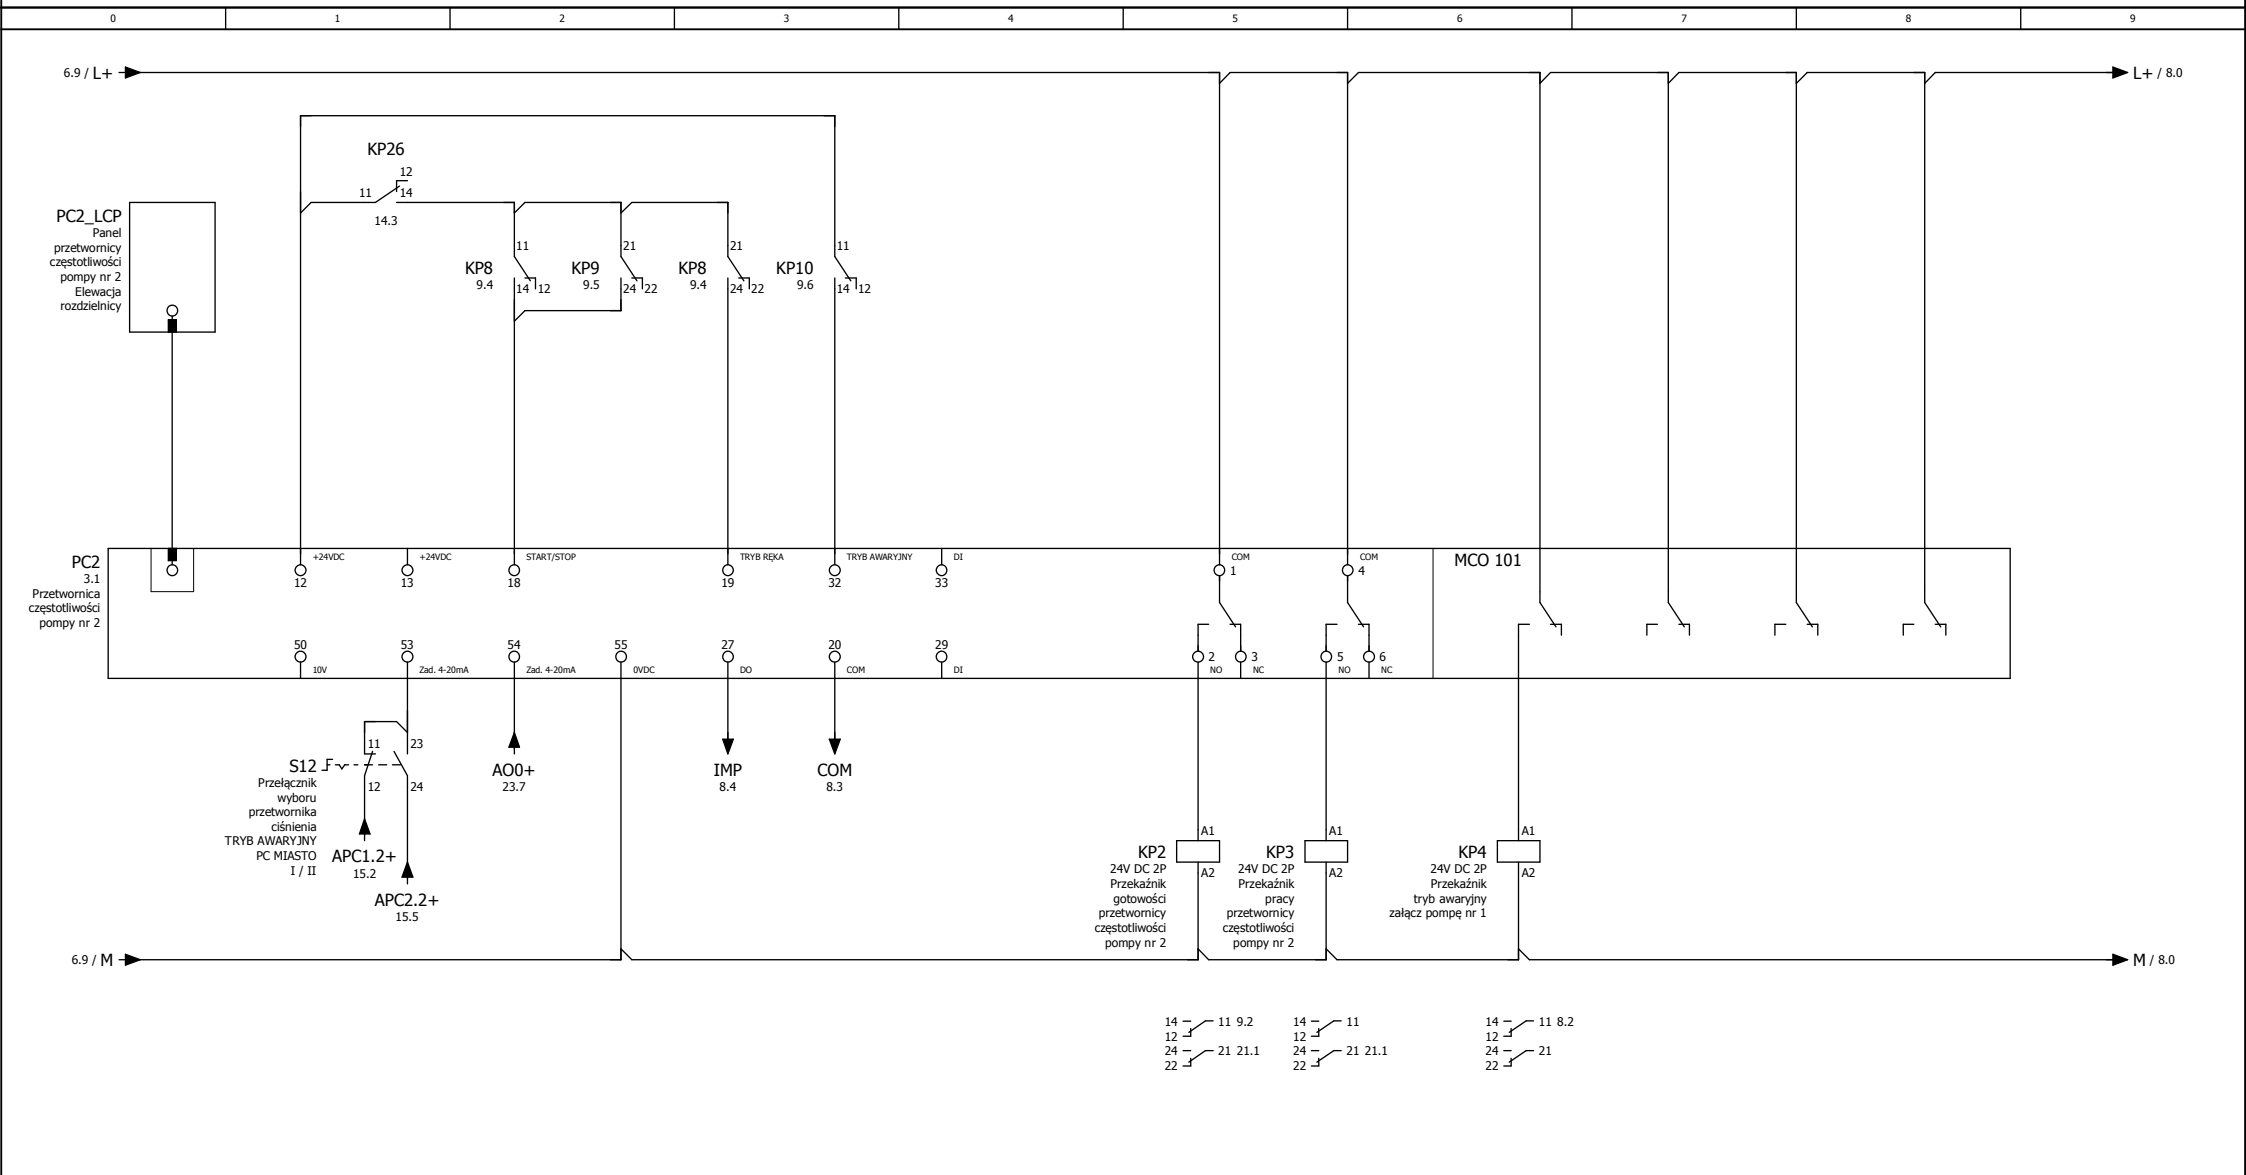 0 1 2 3 4 5 6 7 8 9
6.9 / L+
L+ / 8.0
KP26
12
11 14
14.3
PC2_LCP
Panel
przetwornicy
częstotliwości
pompy nr 2
Elewacja
rozdzielnicy
11 21 21 11
KP8 KP9 KP8 KP10
9.4 9.5 9.4 9.6
14 12 24 22 24 22 14 12
PC2
3.1
Przetwornica
częstotliwości
pompy nr 2
+24VDC +24VDC START/STOP TRYB RĘKA TRYB AWARYJNY DI COM COM
MCO 101
12 13 18 19 32 33 1 4
50 53 54 55 27 20 29 2 3 5 6
10V Zad. 4-20mA Zad. 4-20mA 0VDC DO COM DI NO NC NO NC
11 23
S12
Przełącznik
wyboru
przetwornika
ciśnienia
TRYB AWARYJNY
PC MIASTO
I / II
12 24
APC1.2+
15.2
APC2.2+
15.5
AO0+
23.7
IMP
8.4
COM
8.3
A1
KP2
24V DC 2P
A2
Przekaźnik
gotowości
przetwornicy
częstotliwości
pompy nr 2
A1
KP3
24V DC 2P
A2
Przekaźnik
pracy
przetwornicy
częstotliwości
pompy nr 2
A1
KP4
24V DC 2P
A2
Przekaźnik
tryb awaryjny
załącz pompę nr 1
6.9 / M
M / 8.0
14 11 9.2
12
24 21 21.1
22
14 11
12
24 21 21.1
22
14 11 8.2
12
24 21
22